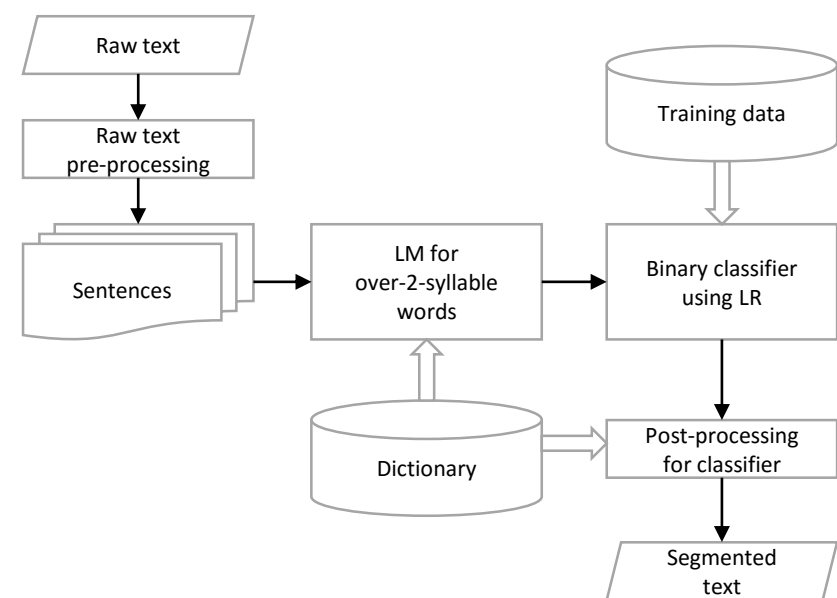 Raw text
Raw text
pre-processing
Sentences
LM for
over-2-syllable
words
Dictionary
Training data
Binary classifier
using LR
Post-processing
for classifier
Segmented
text